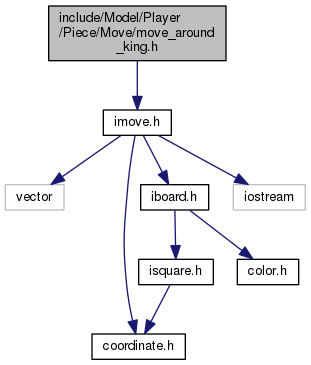 include/Model/Player
/Piece/Move/move_around
_king.h
imove.h
vector
iboard.h
iostream
isquare.h
color.h
coordinate.h